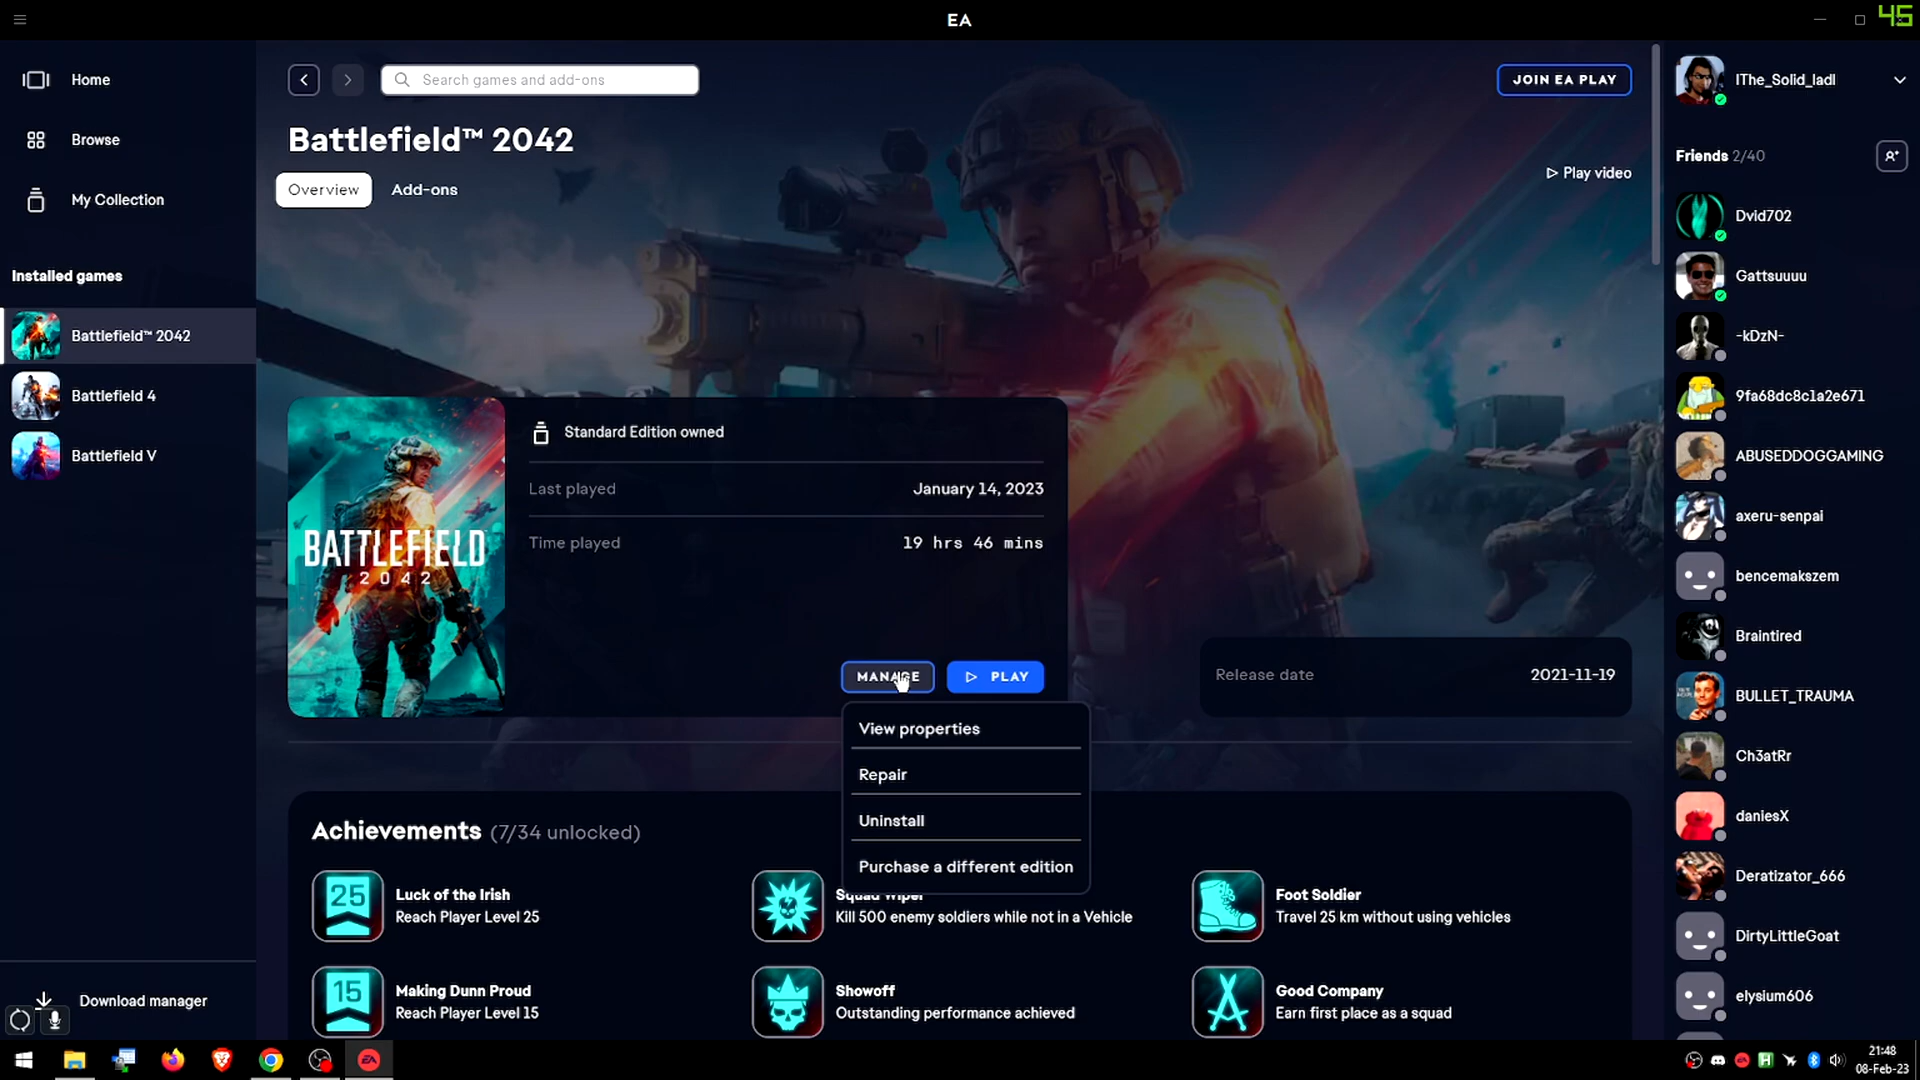 EA
45
Home
Browse
My Collection
Installed games
Battlefield™ 2042
Battlefield 4
Battlefield V
Download manager
Search games and add-ons
JOIN EA PLAY
Battlefield™ 2042
Overview
Add-ons
Play video
BATTLEFIELD
2042
Standard Edition owned
Last played January 14, 2023
Time played 19 hrs 46 mins
MANAGE
PLAY
View properties
Repair
Uninstall
Purchase a different edition
Release date 2021-11-19
Achievements (7/34 unlocked)
25
Luck of the Irish
Reach Player Level 25
Squad Wiper
Kill 500 enemy soldiers while not in a Vehicle
Foot Soldier
Travel 25 km without using vehicles
15
Making Dunn Proud
Reach Player Level 15
Showoff
Outstanding performance achieved
Good Company
Earn first place as a squad
IThe_Solid_ladI
Friends 2/40
Dvid702
Gattsuuuu
-kDzN-
9fa68dc8c1a2e671
ABUSEDDOGGAMING
axeru-senpai
bencemakszem
Braintired
BULLET_TRAUMA
Ch3atRr
daniesX
Deratizator_666
DirtyLittleGoat
elysium606
EA
21:48
08-Feb-23